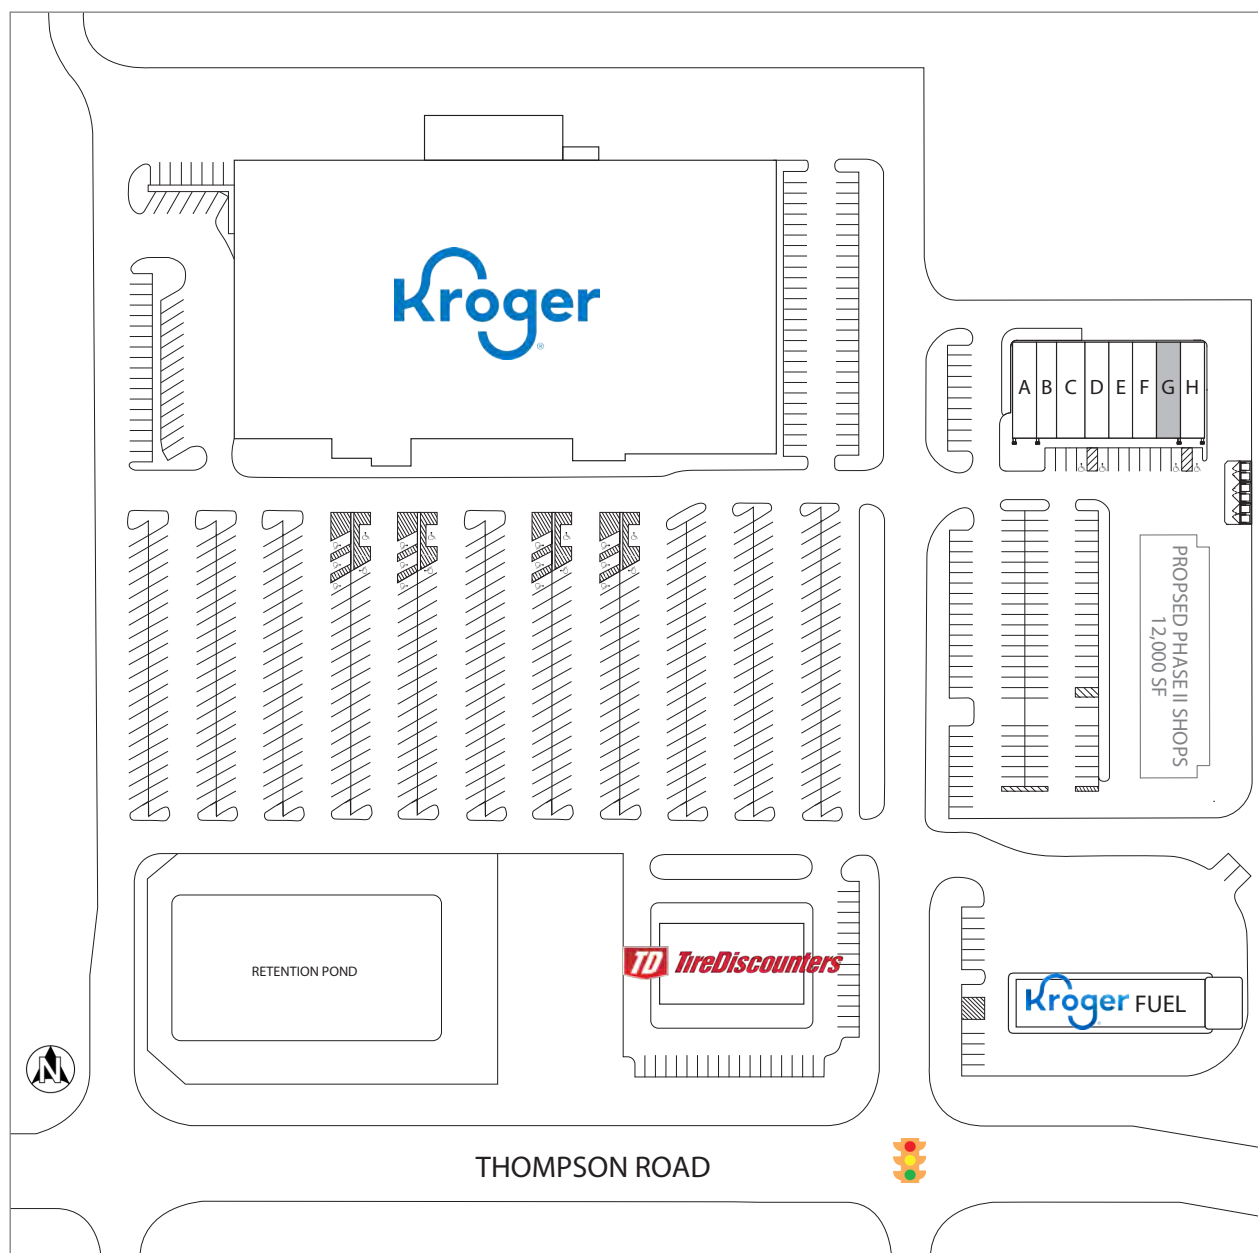 Kroger
®
A B C D E F G H
PROPSED PHASE II SHOPS
12,000 SF
RETENTION POND
TD TireDiscounters
Kroger FUEL
N
THOMPSON ROAD